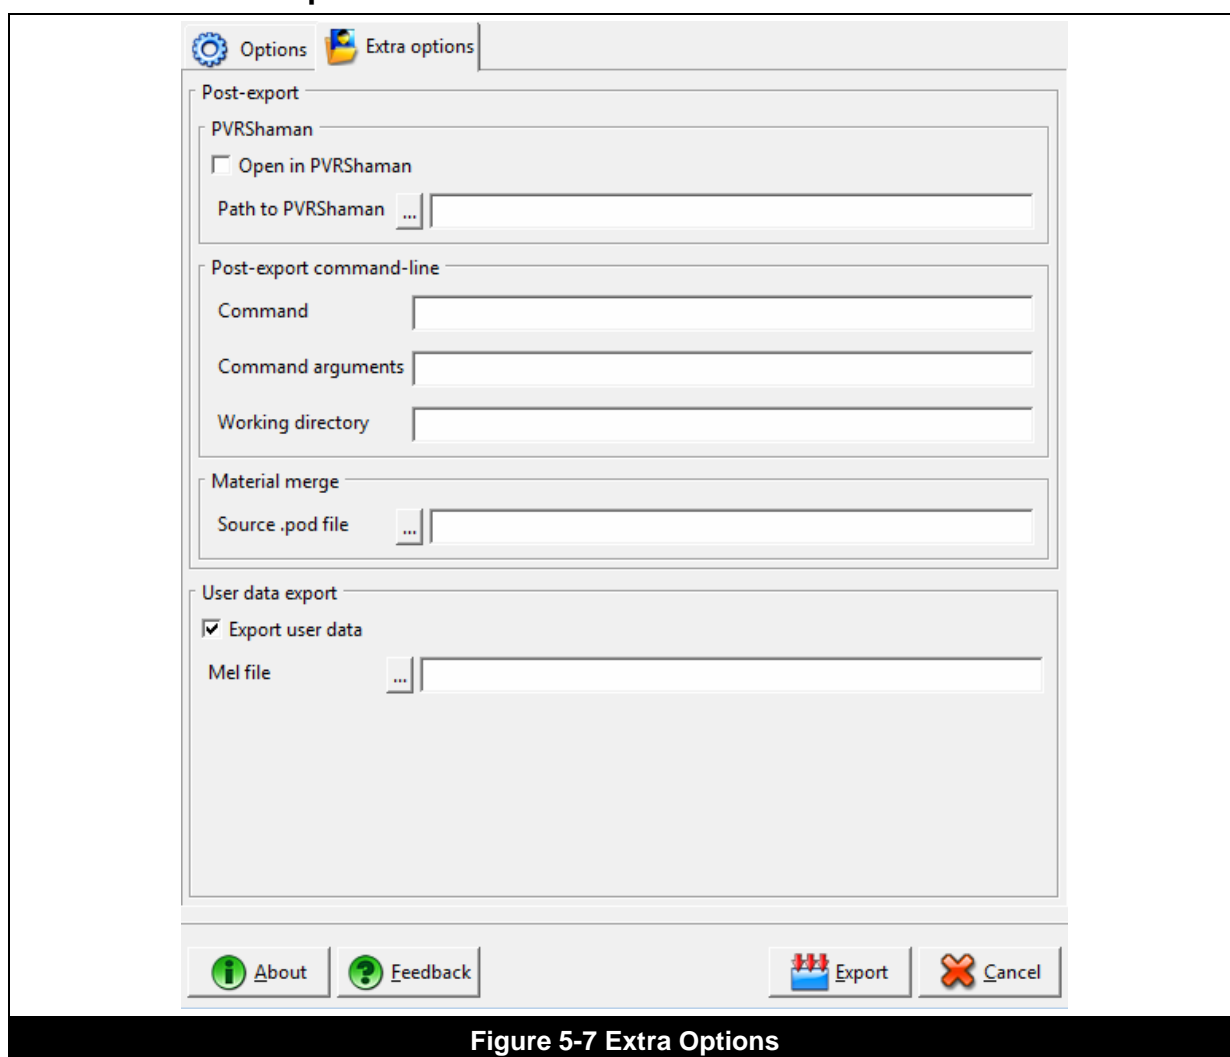 Options
Extra options
Post-export
PVRShaman
Open in PVRShaman
Path to PVRShaman ...
Post-export command-line
Command
Command arguments
Working directory
Material merge
Source .pod file ...
User data export
Export user data
Mel file ...
About
Feedback
Export
Cancel
Figure 5-7 Extra Options